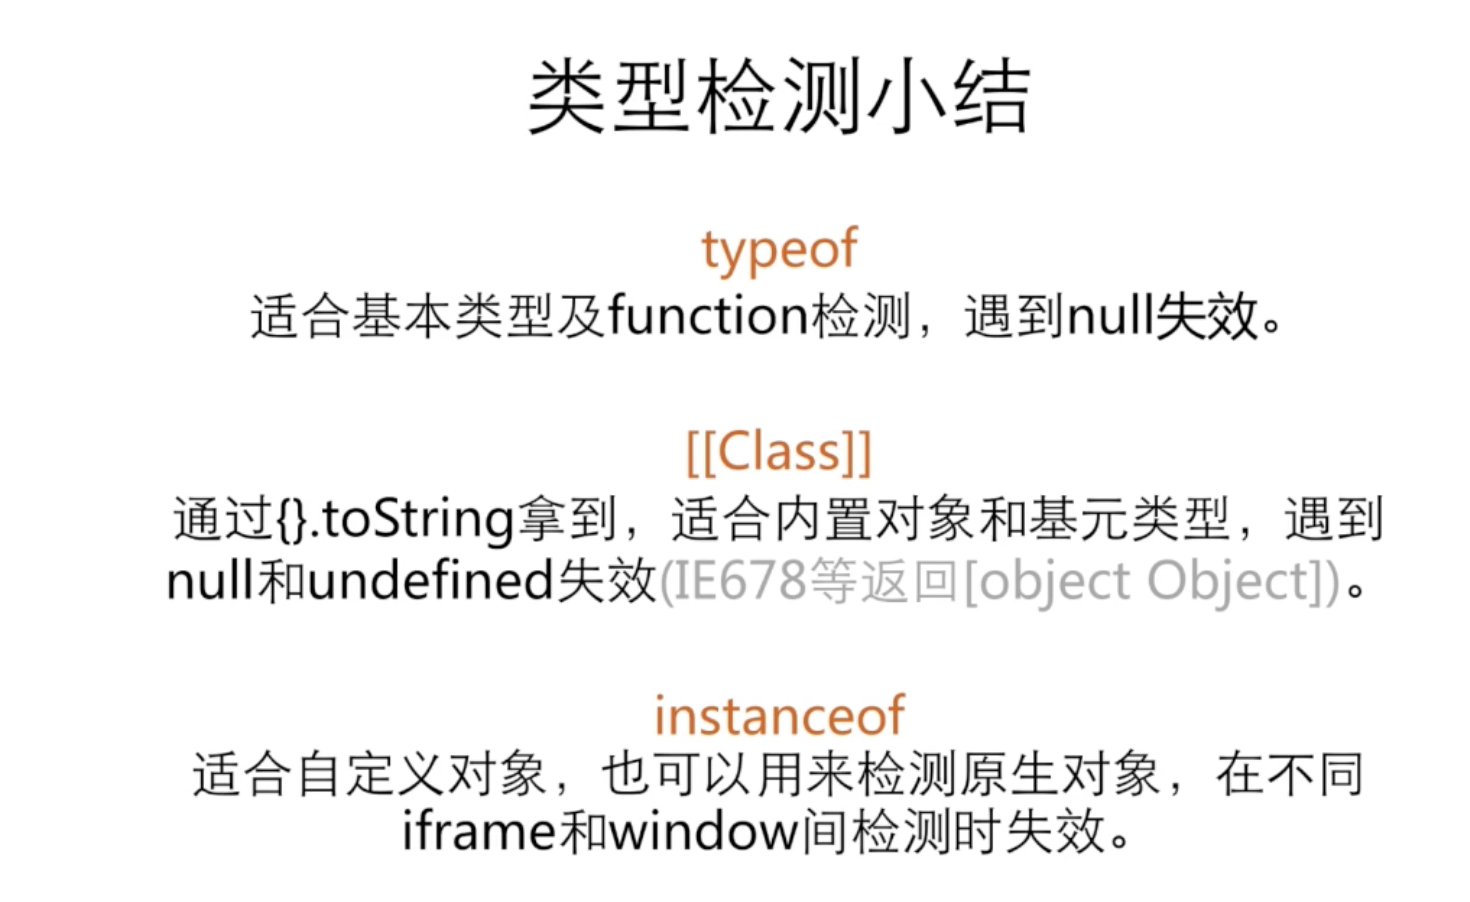 类型检测小结
typeof
适合基本类型及function检测，遇到null失效。
[[Class]]
通过{}.toString拿到，适合内置对象和基元类型，遇到
null和undefined失效(IE678等返回[object Object])。
instanceof
适合自定义对象，也可以用来检测原生对象，在不同
iframe和window间检测时失效。